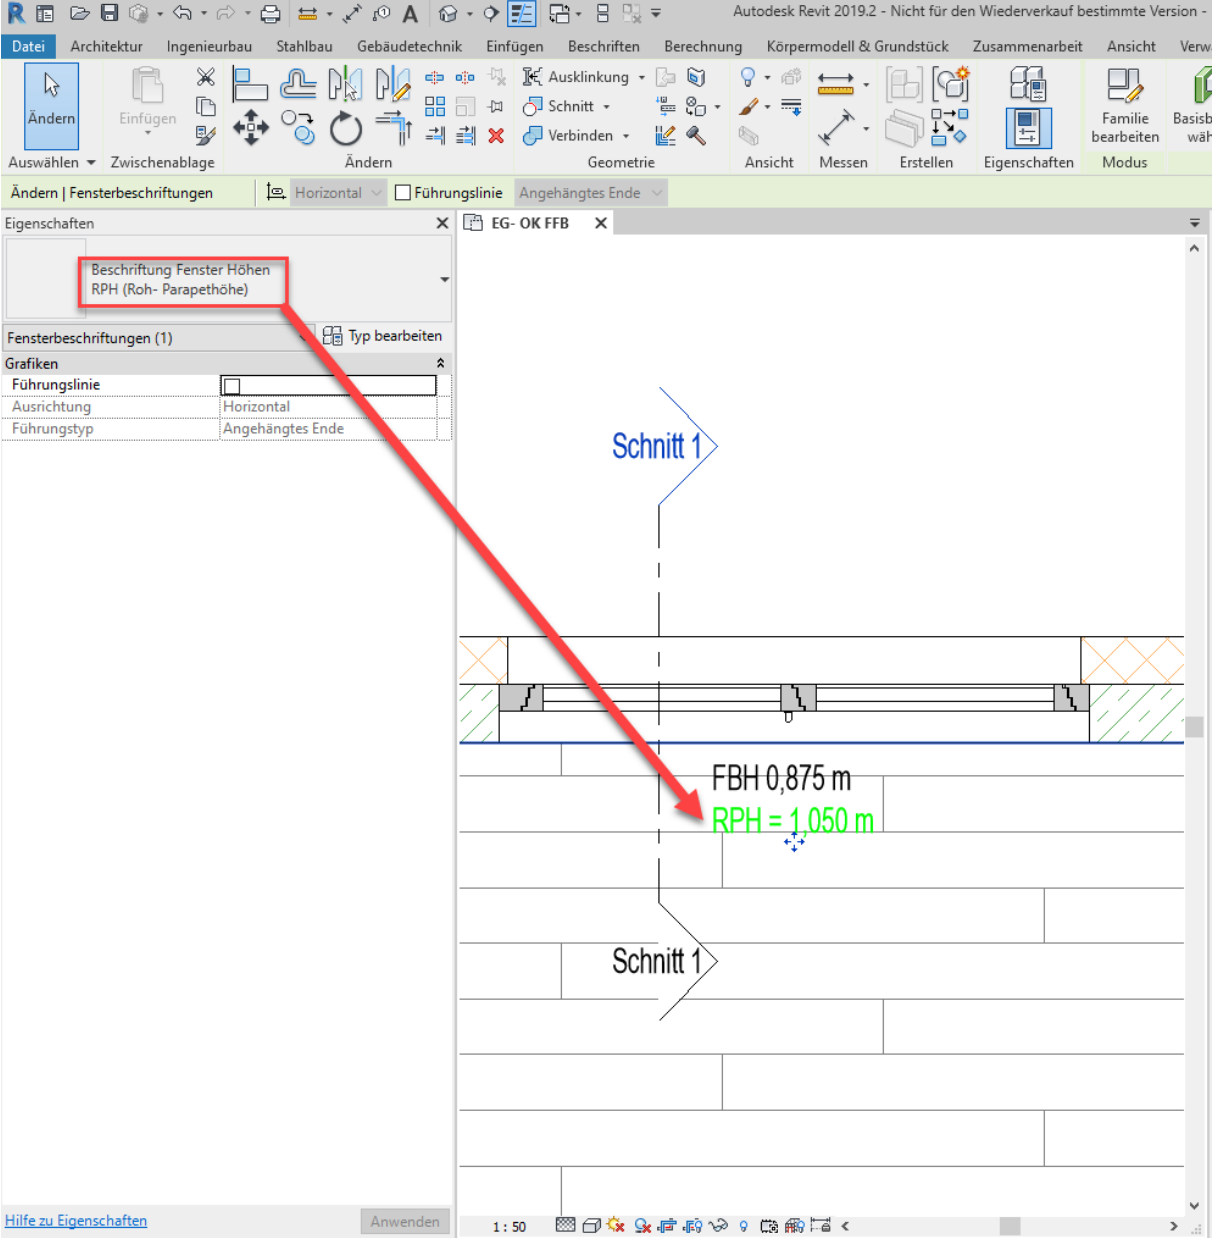 Autodesk Revit 2019.2 - Nicht für den Wiederverkauf bestimmte Version -
Datei Architektur Ingenieurbau Stahlbau Gebäudetechnik Einfügen Beschriften Berechnung Körpermodell & Grundstück Zusammenarbeit Ansicht Verwa
Ausklinkung
Schnitt
Verbinden
Ändern
Einfügen
Familie bearbeiten
Basisb
wäh
Auswählen Zwischenablage Ändern Geometrie Ansicht Messen Erstellen Eigenschaften Modus
Ändern | Fensterbeschriftungen Horizontal Führungslinie Angehängtes Ende
Eigenschaften
EG- OK FFB
Beschriftung Fenster Höhen
RPH (Roh- Parapethöhe)
Fensterbeschriftungen (1) Typ bearbeiten
Grafiken
Führungslinie
Ausrichtung Horizontal
Führungstyp Angehängtes Ende
Schnitt 1
FBH 0,875 m
RPH = 1,050 m
Schnitt 1
Hilfe zu Eigenschaften
Anwenden
1 : 50